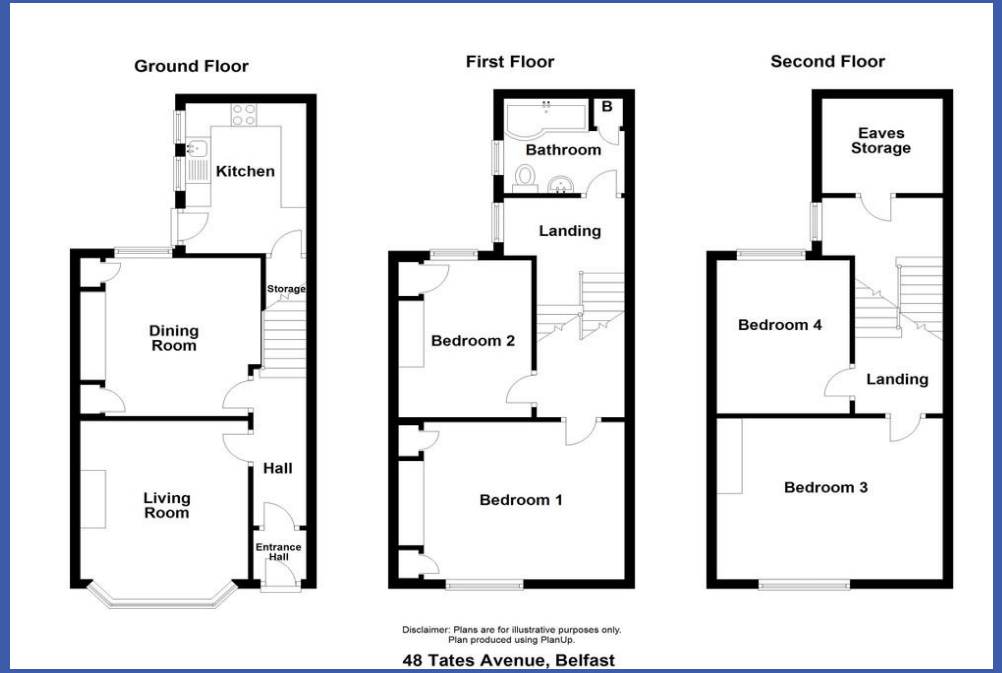 Ground Floor
Kitchen
Storage
Dining
Room
Hall
Living
Room
Entrance
Hall
First Floor
B
Bathroom
Landing
Bedroom 2
Bedroom 1
Second Floor
Eaves
Storage
Bedroom 4
Landing
Bedroom 3
Disclaimer: Plans are for illustrative purposes only.
Plan produced using PlanUp.
48 Tates Avenue, Belfast